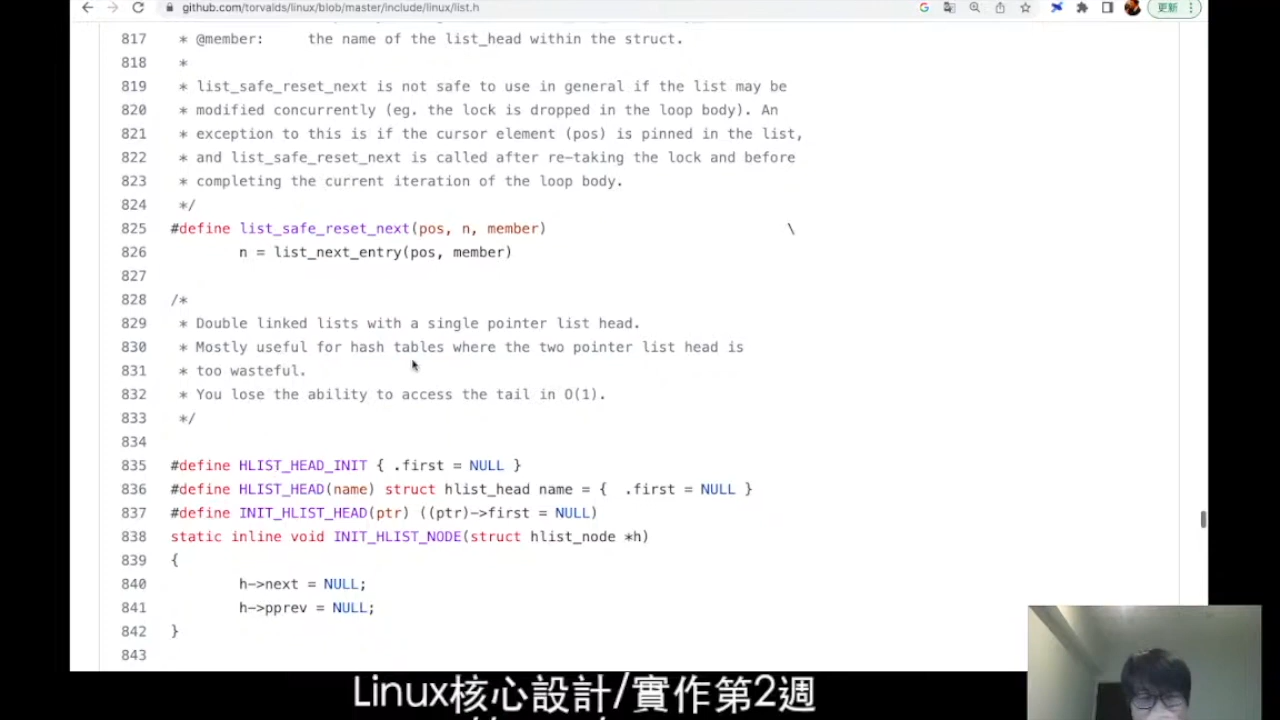 github.com/torvalds/linux/blob/master/include/linux/list.h
更新
817 * @member: the name of the list_head within the struct.
818 *
819 * list_safe_reset_next is not safe to use in general if the list may be
820 * modified concurrently (eg. the lock is dropped in the loop body). An
821 * exception to this is if the cursor element (pos) is pinned in the list,
822 * and list_safe_reset_next is called after re-taking the lock and before
823 * completing the current iteration of the loop body.
824 */
825 #define list_safe_reset_next(pos, n, member) \
826 n = list_next_entry(pos, member)
827
828 /*
829 * Double linked lists with a single pointer list head.
830 * Mostly useful for hash tables where the two pointer list head is
831 * too wasteful.
832 * You lose the ability to access the tail in O(1).
833 */
834
835 #define HLIST_HEAD_INIT { .first = NULL }
836 #define HLIST_HEAD(name) struct hlist_head name = { .first = NULL }
837 #define INIT_HLIST_HEAD(ptr) ((ptr)->first = NULL)
838 static inline void INIT_HLIST_NODE(struct hlist_node *h)
839 {
840 h->next = NULL;
841 h->pprev = NULL;
842 }
843
Linux核心設計/實作第2週